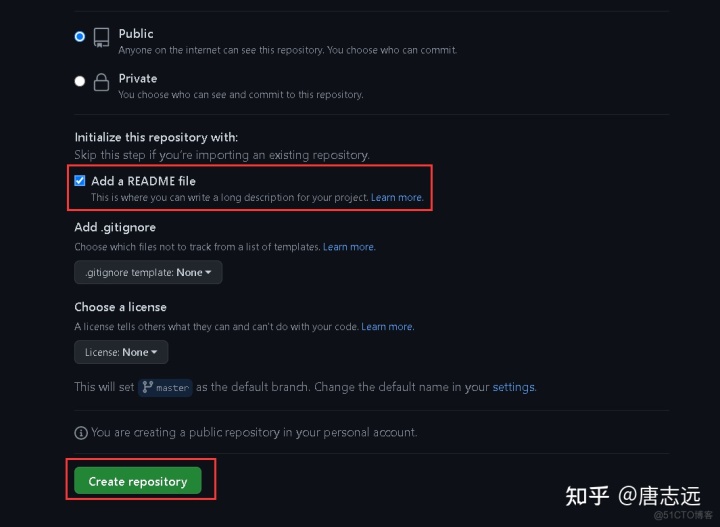 Public
Anyone on the internet can see this repository. You choose who can commit.
Private
You choose who can see and commit to this repository.
Initialize this repository with:
Skip this step if you're importing an existing repository.
Add a README file
This is where you can write a long description for your project. Learn more.
Add .gitignore
Choose which files not to track from a list of templates. Learn more.
.gitignore template: None
Choose a license
A license tells others what they can and can't do with your code. Learn more.
License: None
This will set master as the default branch. Change the default name in your settings.
You are creating a public repository in your personal account.
Create repository
知乎 @唐志远
@51CTO博客